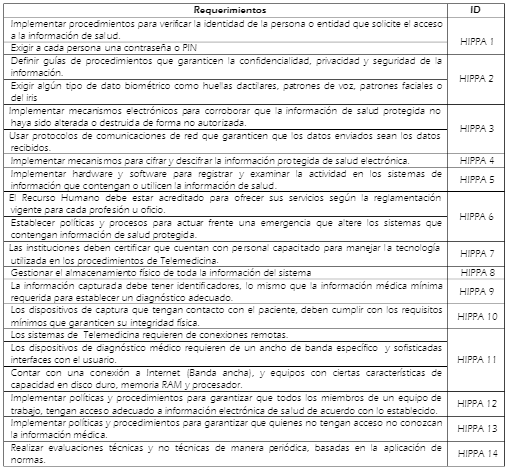 Requerimientos ID
Implementar procedimientos para verificar la identidad de la persona o entidad que solicite el acceso
a la información de salud.
Exigir a cada persona una contraseña o PIN
HIPPA 1
Definir guías de procedimientos que garanticen la confidencialidad, privacidad y seguridad de la
información.
Exigir algún tipo de dato biométrico como huellas dactilares, patrones de voz, patrones faciales o
del iris
HIPPA 2
Implementar mecanismos electrónicos para corroborar que la información de salud protegida no
haya sido alterada o destruida de forma no autorizada.
Usar protocolos de comunicaciones de red que garanticen que los datos enviados sean los datos
recibidos.
HIPPA 3
Implementar mecanismos para cifrar y descifrar la información protegida de salud electrónica. HIPPA 4
Implementar hardware y software para registrar y examinar la actividad en los sistemas de
información que contengan o utilicen la información de salud.
HIPPA 5
El Recurso Humano debe estar acreditado para ofrecer sus servicios según la reglamentación
vigente para cada profesión u oficio.
Establecer políticas y procesos para actuar frente una emergencia que altere los sistemas que
contengan información de salud protegida.
HIPPA 6
Las instituciones deben certificar que cuentan con personal capacitado para manejar la tecnología
utilizada en los procedimientos de Telemedicina.
HIPPA 7
Gestionar el almacenamiento físico de toda la información del sistema HIPPA 8
La información capturada debe tener identificadores, lo mismo que la información médica mínima
requerida para establecer un diagnóstico adecuado.
HIPPA 9
Los dispositivos de captura que tengan contacto con el paciente, deben cumplir con los requisitos
mínimos que garanticen su integridad física.
HIPPA 10
Los sistemas de Telemedicina requieren de conexiones remotas.
Los dispositivos de diagnóstico médico requieren de un ancho de banda específico y sofisticadas
interfaces con el usuario.
Contar con una conexión a Internet (Banda ancha), y equipos con ciertas características de
capacidad en disco duro, memoria RAM y procesador.
HIPPA 11
Implementar políticas y procedimientos para garantizar que todos los miembros de un equipo de
trabajo, tengan acceso adecuado a información electrónica de salud de acuerdo con lo establecido.
HIPPA 12
Implementar políticas y procedimientos para garantizar que quienes no tengan acceso no conozcan
la información médica.
HIPPA 13
Realizar evaluaciones técnicas y no técnicas de manera periódica, basadas en la aplicación de
normas.
HIPPA 14